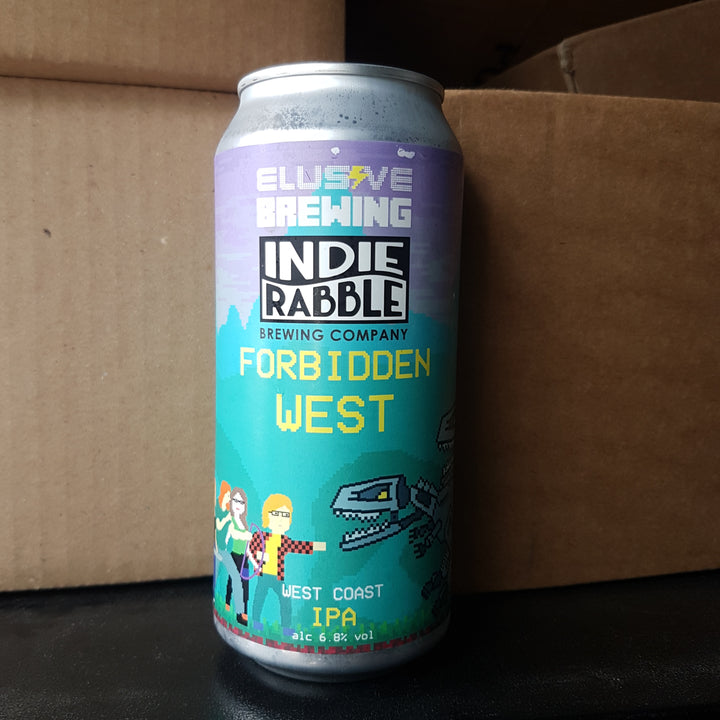 ELUSIVE
BREWING
INDIE
RABBLE
BREWING COMPANY
FORBIDDEN
WEST
WEST COAST
IPA
alc 6.8% vol